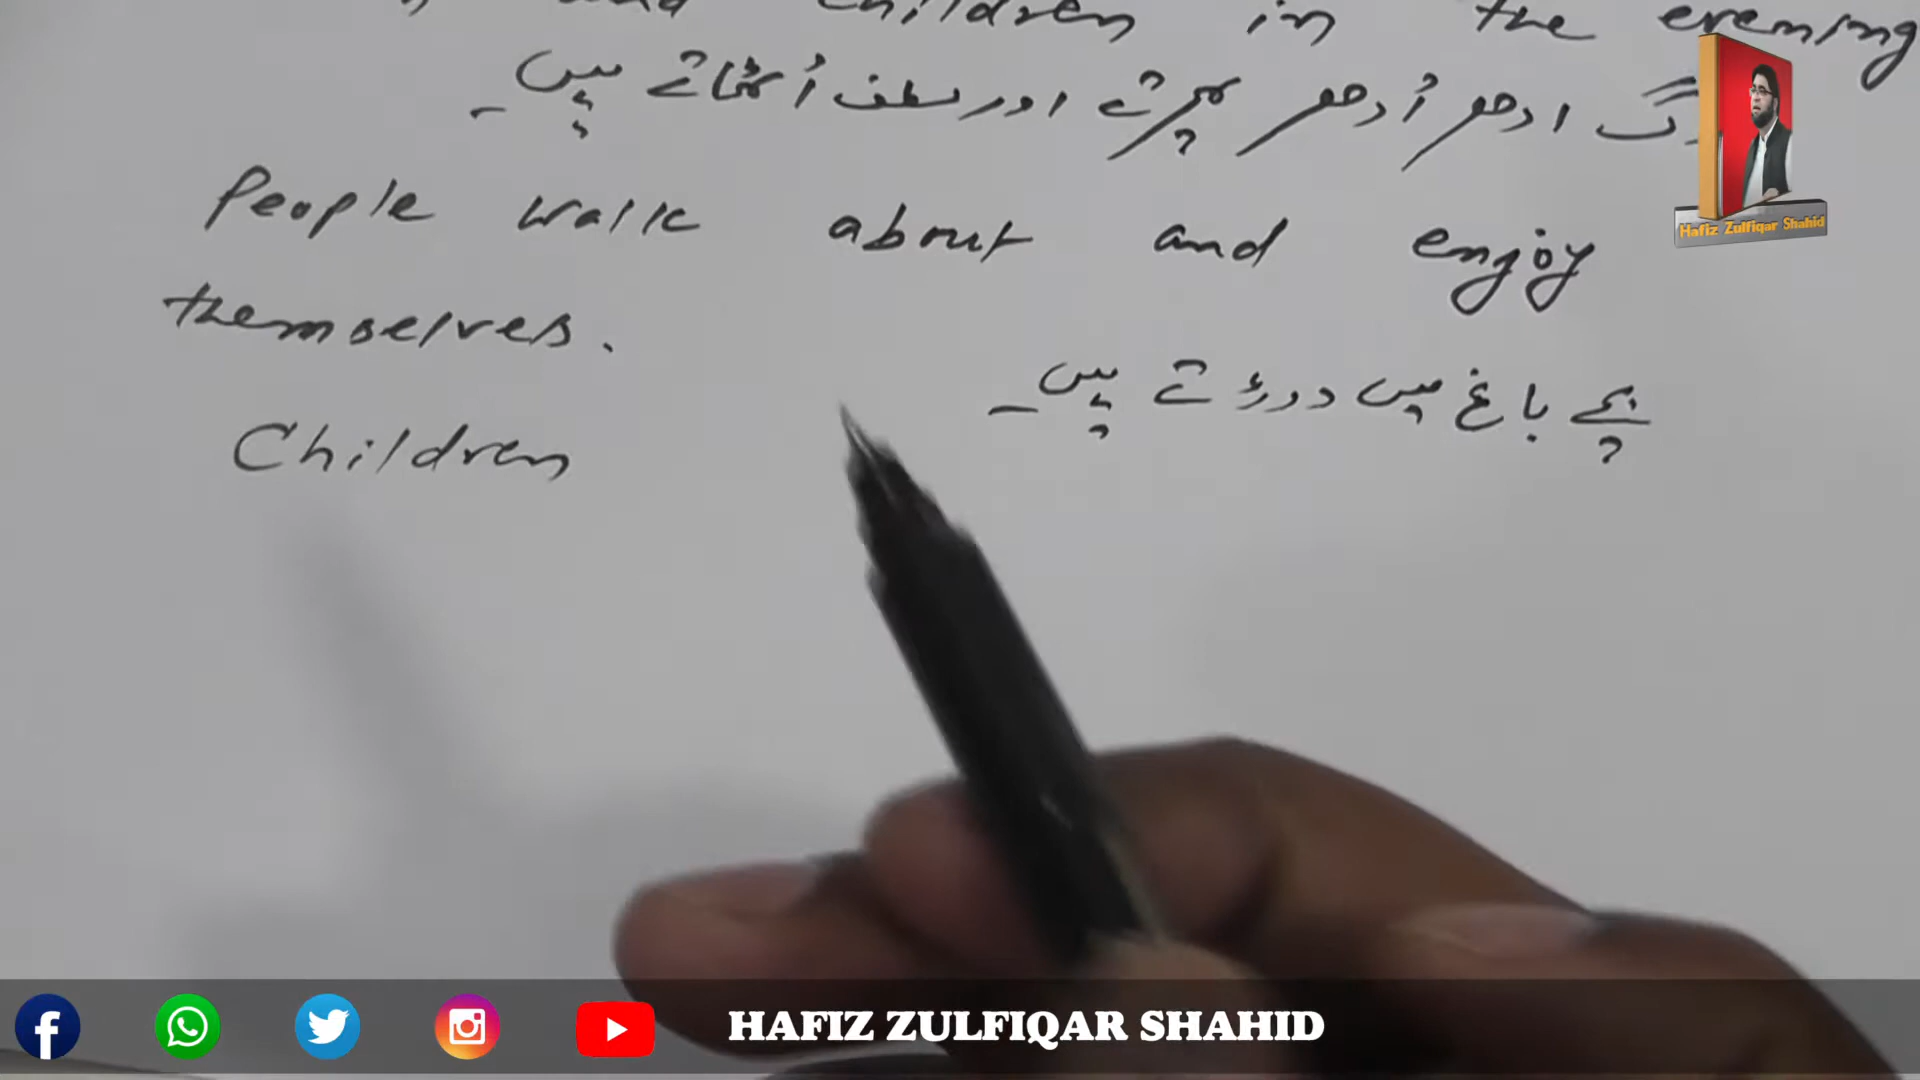 and children in the evening
ادھر اُدھر پھرتے اور لطف اُٹھاتے ہیں۔
People walk about and enjoy
themselves.
بچے باغ میں دوڑتے ہیں۔
Children
Hafiz Zulfiqar Shahid
HAFIZ ZULFIQAR SHAHID